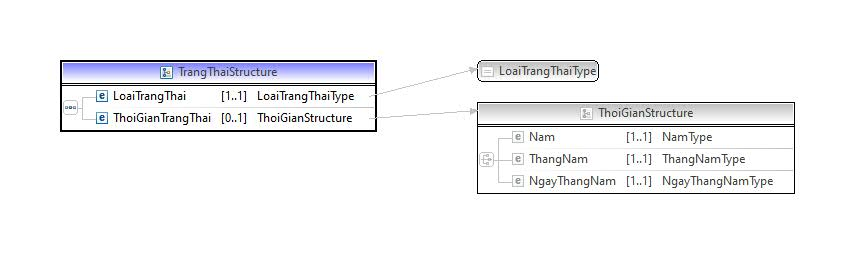 TrangThaiStructure
LoaiTrangThai [1..1] LoaiTrangThaiType
ThoiGianTrangThai [0..1] ThoiGianStructure
LoaiTrangThaiType
ThoiGianStructure
Nam [1..1] NamType
ThangNam [1..1] ThangNamType
NgayThangNam [1..1] NgayThangNamType